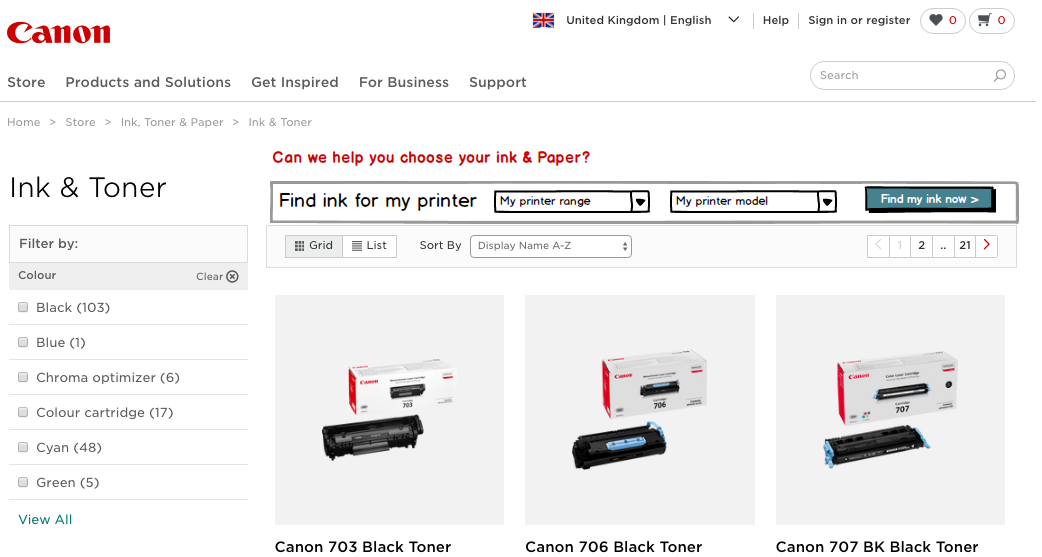 Canon
United Kingdom | English
Help
Sign in or register
0
0
Store
Products and Solutions
Get Inspired
For Business
Support
Search
Home > Store > Ink, Toner & Paper > Ink & Toner
Can we help you choose your ink & Paper?
Ink & Toner
Find ink for my printer
My printer range
My printer model
Find my ink now >
Filter by:
Grid
List
Sort By
Display Name A-Z
< 1 2 .. 21 >
Colour
Clear
Black (103)
Blue (1)
Chroma optimizer (6)
Colour cartridge (17)
Cyan (48)
Green (5)
View All
Canon
703
Canon
706
Canon
707
Canon 703 Black Toner
Canon 706 Black Toner
Canon 707 BK Black Toner